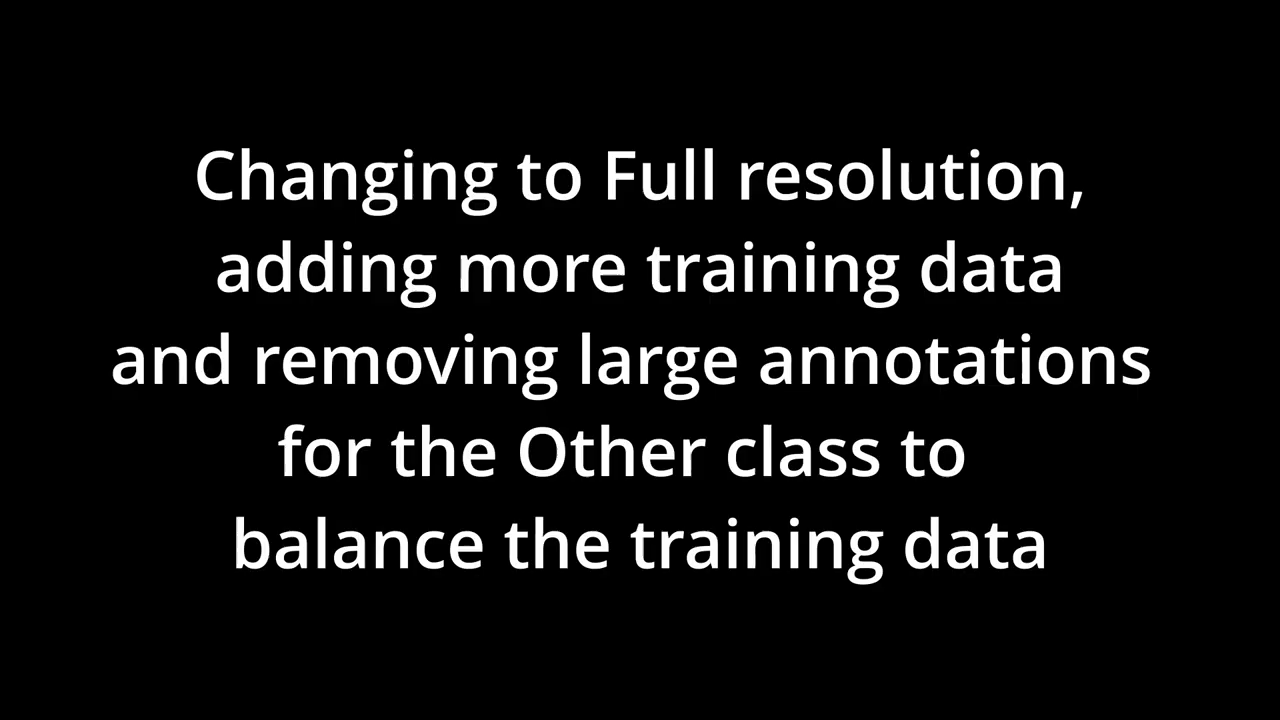 Changing to Full resolution,
adding more training data
and removing large annotations
for the Other class to
balance the training data